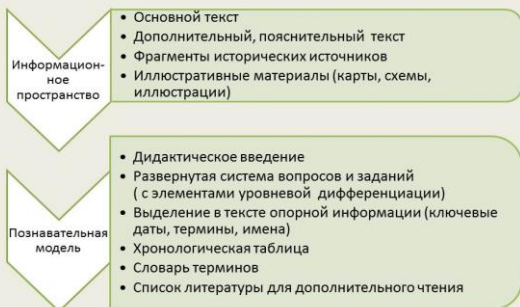 Информацион-
ное
пространство
• Основной текст
• Дополнительный, пояснительный текст
• Фрагменты исторических источников
• Иллюстративные материалы (карты, схемы,
иллюстрации)
Познавательная
модель
• Дидактическое введение
• Развернутая система вопросов и заданий
( с элементами уровневой дифференциации)
• Выделение в тексте опорной информации (ключевые
даты, термины, имена)
• Хронологическая таблица
• Словарь терминов
• Список литературы для дополнительного чтения